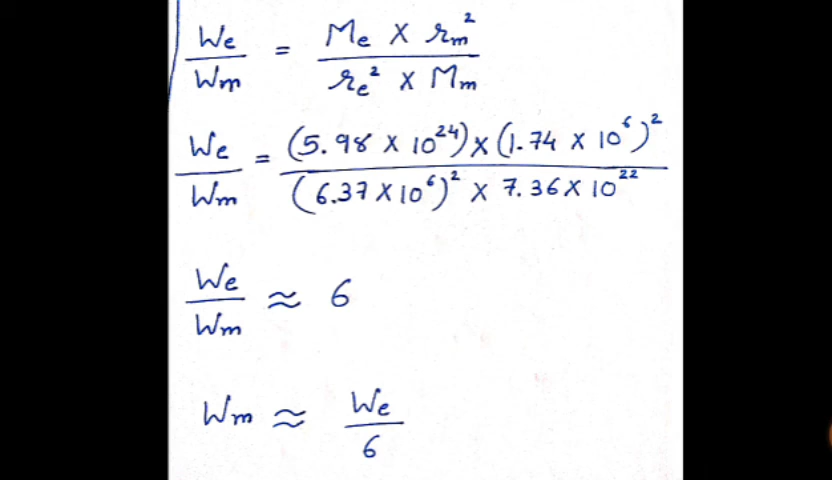 We/Wm = Me × rm² / re² × Mm
We/Wm = (5.98 × 10²⁴) × (1.74 × 10⁶)² / (6.37 × 10⁶)² × 7.36 × 10²²
We/Wm ≈ 6
Wm ≈ We/6